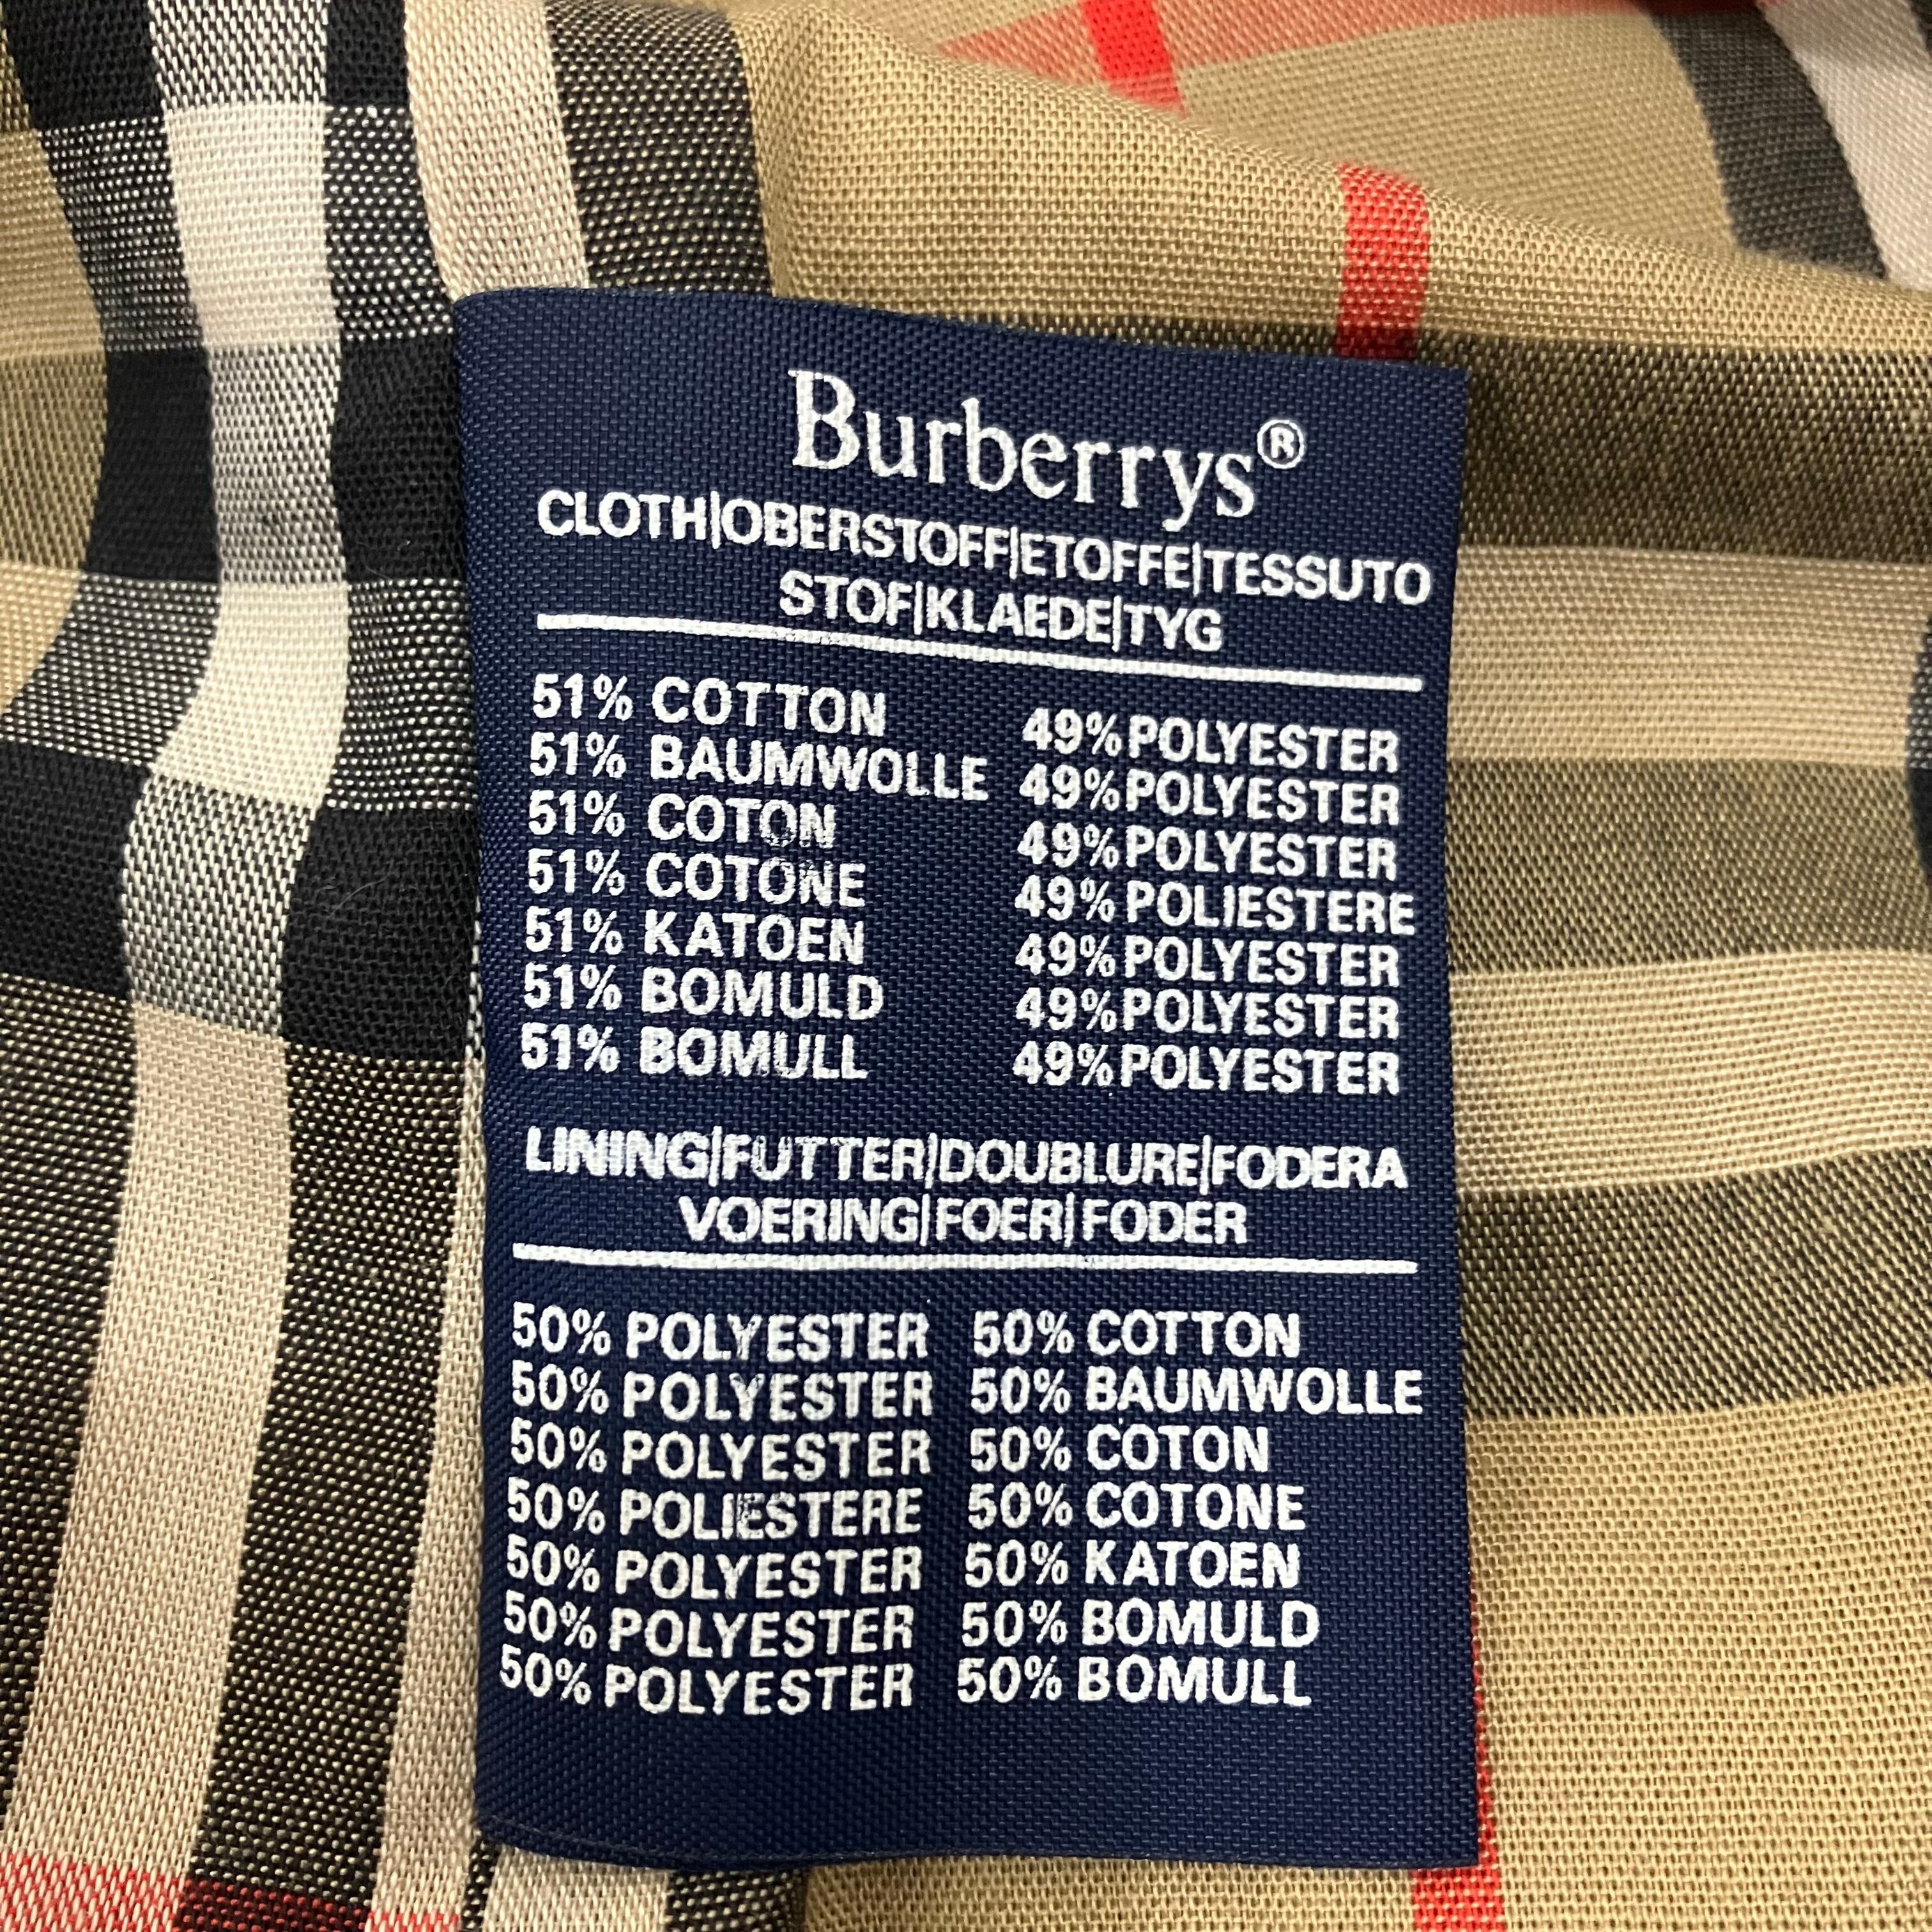 Burberrys®
CLOTH|OBERSTOFF|ETOFFE|TESSUTO
STOF|KLAEDE|TYG
51% COTTON 49% POLYESTER
51% BAUMWOLLE 49% POLYESTER
51% COTON 49% POLYESTER
51% COTONE 49% POLIESTERE
51% KATOEN 49% POLYESTER
51% BOMULD 49% POLYESTER
51% BOMULL 49% POLYESTER
LINING|FUTTER|DOUBLURE|FODERA
VOERING|FOER|FODER
50% POLYESTER 50% COTTON
50% POLYESTER 50% BAUMWOLLE
50% POLYESTER 50% COTON
50% POLIESTERE 50% COTONE
50% POLYESTER 50% KATOEN
50% POLYESTER 50% BOMULD
50% POLYESTER 50% BOMULL